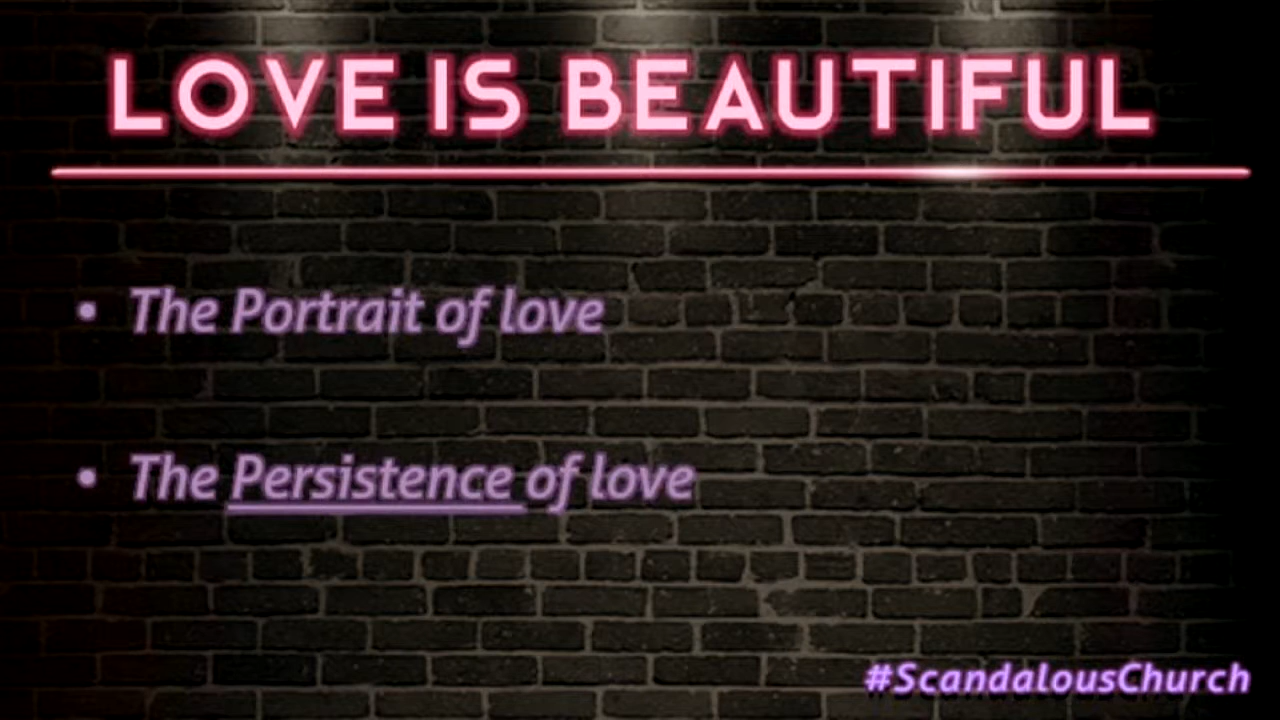 LOVE IS BEAUTIFUL
• The Portrait of love
• The Persistence of love
#ScandalousChurch